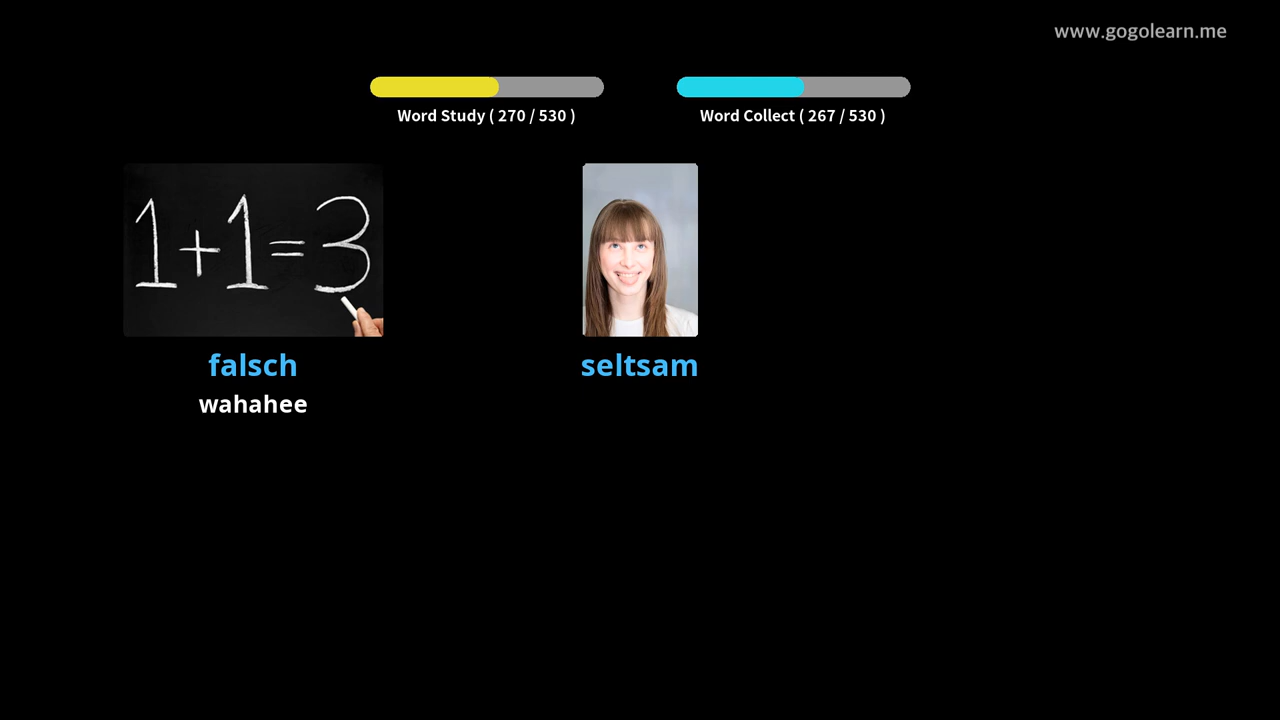 www.gogolearn.me
Word Study ( 270 / 530 )
Word Collect ( 267 / 530 )
1+1=3
falsch
seltsam
wahahee